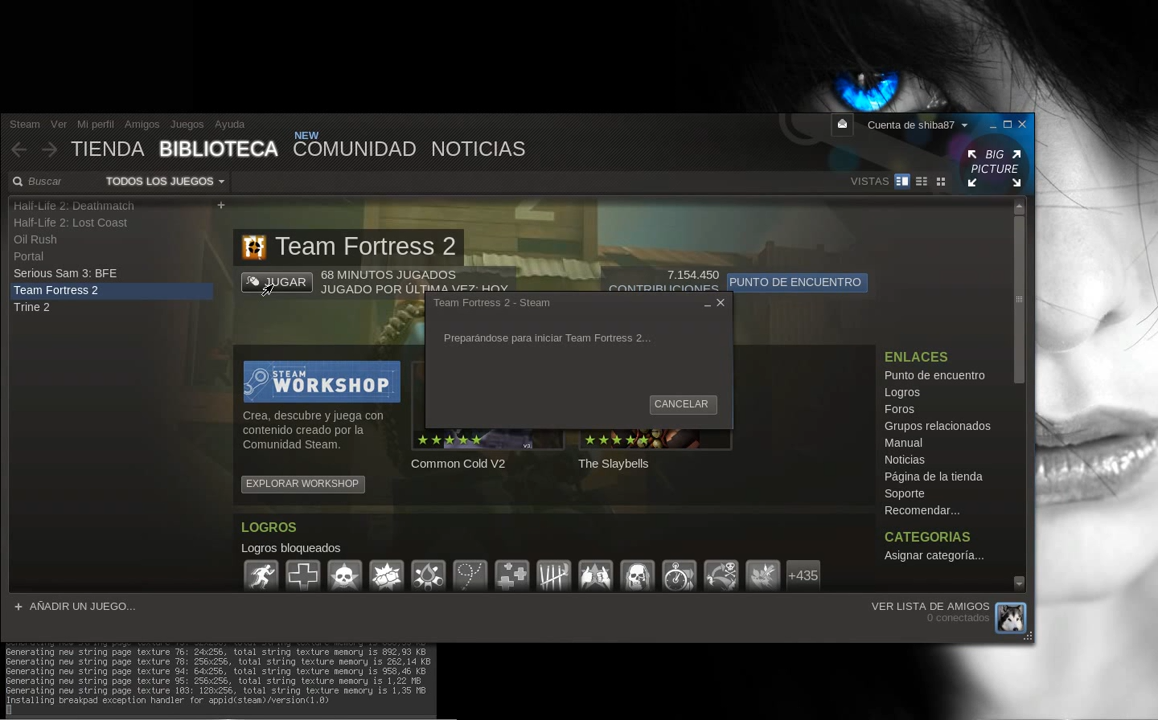 Steam Ver Mi perfil Amigos Juegos Ayuda
Cuenta de shiba87
NEW
TIENDA BIBLIOTECA COMUNIDAD NOTICIAS
BIG PICTURE
Buscar TODOS LOS JUEGOS
VISTAS
Half-Life 2: Deathmatch
Half-Life 2: Lost Coast
Oil Rush
Portal
Serious Sam 3: BFE
Team Fortress 2
Trine 2
Team Fortress 2
JUGAR
68 MINUTOS JUGADOS
JUGADO POR ÚLTIMA VEZ: HOY
7.154.450
CONTRIBUCIONES
PUNTO DE ENCUENTRO
Team Fortress 2 - Steam
Preparándose para iniciar Team Fortress 2...
CANCELAR
STEAM
WORKSHOP
Crea, descubre y juega con
contenido creado por la
Comunidad Steam.
EXPLORAR WORKSHOP
Common Cold V2
The Slaybells
ENLACES
Punto de encuentro
Logros
Foros
Grupos relacionados
Manual
Noticias
Página de la tienda
Soporte
Recomendar...
CATEGORÍAS
Asignar categoría...
LOGROS
Logros bloqueados
+435
+ AÑADIR UN JUEGO...
VER LISTA DE AMIGOS
0 conectados
Generating new string page texture 76: 24x256, total string texture memory is 892,93 KB
Generating new string page texture 78: 256x256, total string texture memory is 262,14 KB
Generating new string page texture 94: 64x256, total string texture memory is 958,46 KB
Generating new string page texture 95: 256x256, total string texture memory is 1,22 MB
Generating new string page texture 103: 128x256, total string texture memory is 1,35 MB
Installing breakpad exception handler for appid(steam)/version(1.0)